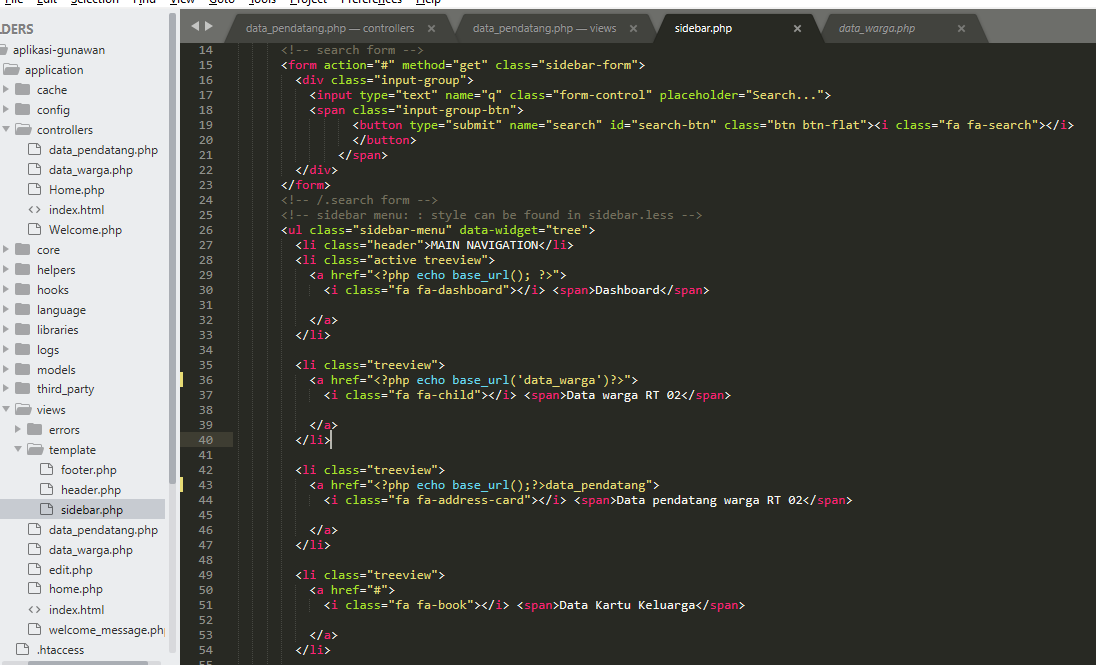 File Edit Selection Find View Goto Tools Project Preferences Help
DERS
aplikasi-gunawan
application
cache
config
controllers
data_pendatang.php
data_warga.php
Home.php
index.html
Welcome.php
core
helpers
hooks
language
libraries
logs
models
third_party
views
errors
template
footer.php
header.php
sidebar.php
data_pendatang.php
data_warga.php
edit.php
home.php
index.html
welcome_message.ph
.htaccess
data_pendatang.php — controllers × data_pendatang.php — views × sidebar.php × data_warga.php ×
14 <!-- search form -->
15 <form action="#" method="get" class="sidebar-form">
16 <div class="input-group">
17 <input type="text" name="q" class="form-control" placeholder="Search...">
18 <span class="input-group-btn">
19 <button type="submit" name="search" id="search-btn" class="btn btn-flat"><i class="fa fa-search"></i>
20 </button>
21 </span>
22 </div>
23 </form>
24 <!-- /.search form -->
25 <!-- sidebar menu: : style can be found in sidebar.less -->
26 <ul class="sidebar-menu" data-widget="tree">
27 <li class="header">MAIN NAVIGATION</li>
28 <li class="active treeview">
29 <a href="<?php echo base_url(); ?>">
30 <i class="fa fa-dashboard"></i> <span>Dashboard</span>
31
32 </a>
33 </li>
34
35 <li class="treeview">
36 <a href="<?php echo base_url('data_warga')?>">
37 <i class="fa fa-child"></i> <span>Data warga RT 02</span>
38
39 </a>
40 </li>
41
42 <li class="treeview">
43 <a href="<?php echo base_url();?>data_pendatang">
44 <i class="fa fa-address-card"></i> <span>Data pendatang warga RT 02</span>
45
46 </a>
47 </li>
48
49 <li class="treeview">
50 <a href="#">
51 <i class="fa fa-book"></i> <span>Data Kartu Keluarga</span>
52
53 </a>
54 </li>
55